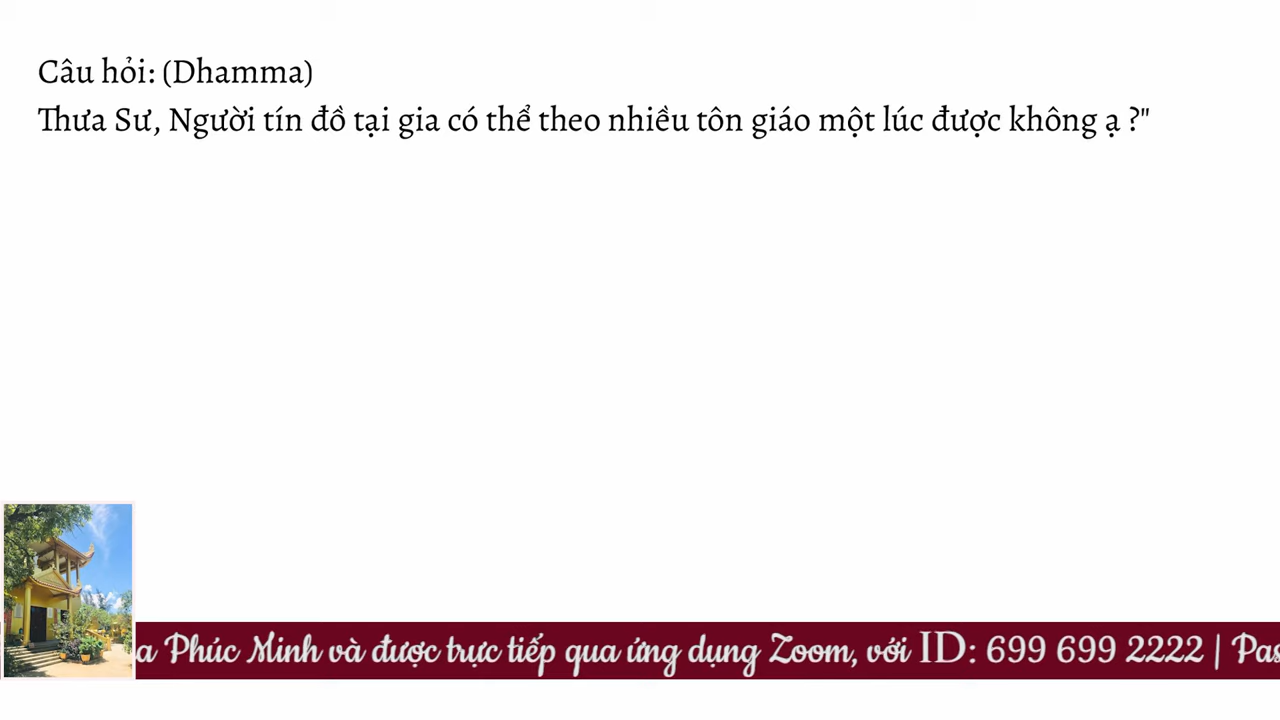 Câu hỏi: (Dhamma)
Thưa Sư, Người tín đồ tại gia có thể theo nhiều tôn giáo một lúc được không ạ ?"
a Phúc Minh và được trực tiếp qua ứng dụng Zoom, với ID: 699 699 2222 | Pas